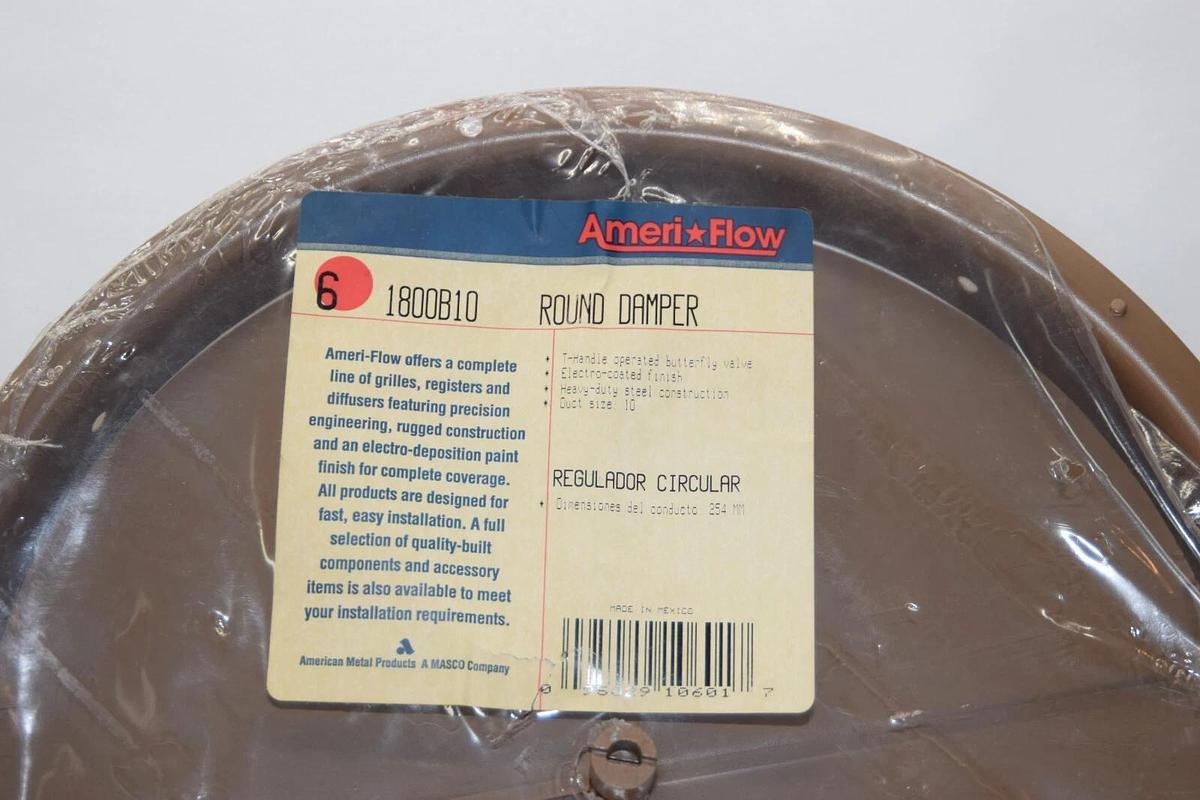 Ameri★Flow
6 1800B10 ROUND DAMPER
Ameri-Flow offers a complete
line of grilles, registers and
diffusers featuring precision
engineering, rugged construction
and an electro-deposition paint
finish for complete coverage.
All products are designed for
fast, easy installation. A full
selection of quality-built
components and accessory
items is also available to meet
your installation requirements.
American Metal Products A MASCO Company
T-Handle operated butterfly valve
Electro-coated finish
Heavy-duty steel construction
Duct size: 10
REGULADOR CIRCULAR
Dimensiones del conducto: 254 MM
MADE IN MEXICO
0 10601 7